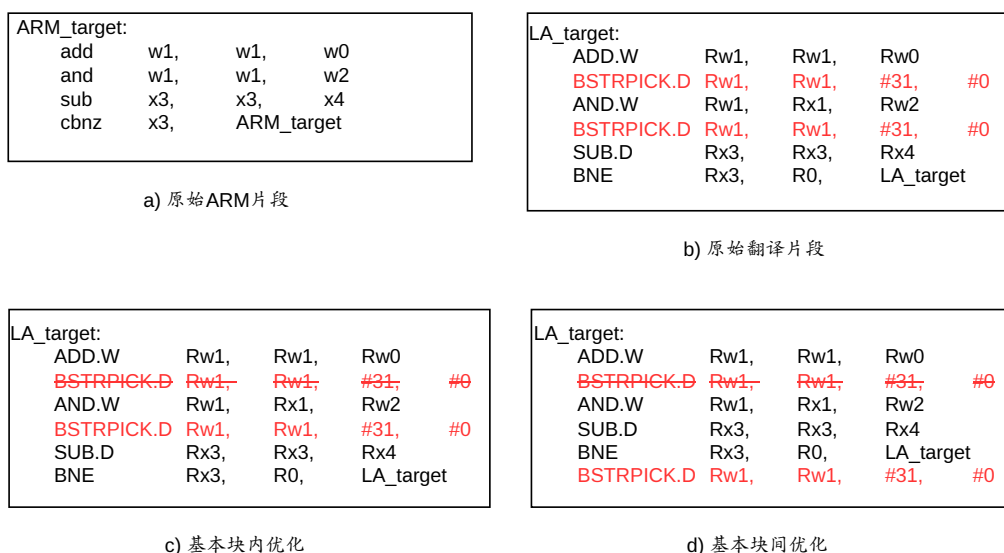 ARM_target:
add w1, w1, w0
and w1, w1, w2
sub x3, x3, x4
cbnz x3, ARM_target
a) 原始ARM片段
LA_target:
ADD.W Rw1, Rw1, Rw0
BSTRPICK.D Rw1, Rw1, #31, #0
AND.W Rw1, Rx1, Rw2
BSTRPICK.D Rw1, Rw1, #31, #0
SUB.D Rx3, Rx3, Rx4
BNE Rx3, R0, LA_target
b) 原始翻译片段
LA_target:
ADD.W Rw1, Rw1, Rw0
BSTRPICK.D Rw1, Rw1, #31, #0
AND.W Rw1, Rx1, Rw2
BSTRPICK.D Rw1, Rw1, #31, #0
SUB.D Rx3, Rx3, Rx4
BNE Rx3, R0, LA_target
c) 基本块内优化
LA_target:
ADD.W Rw1, Rw1, Rw0
BSTRPICK.D Rw1, Rw1, #31, #0
AND.W Rw1, Rx1, Rw2
SUB.D Rx3, Rx3, Rx4
BNE Rx3, R0, LA_target
BSTRPICK.D Rw1, Rw1, #31, #0
d) 基本块间优化